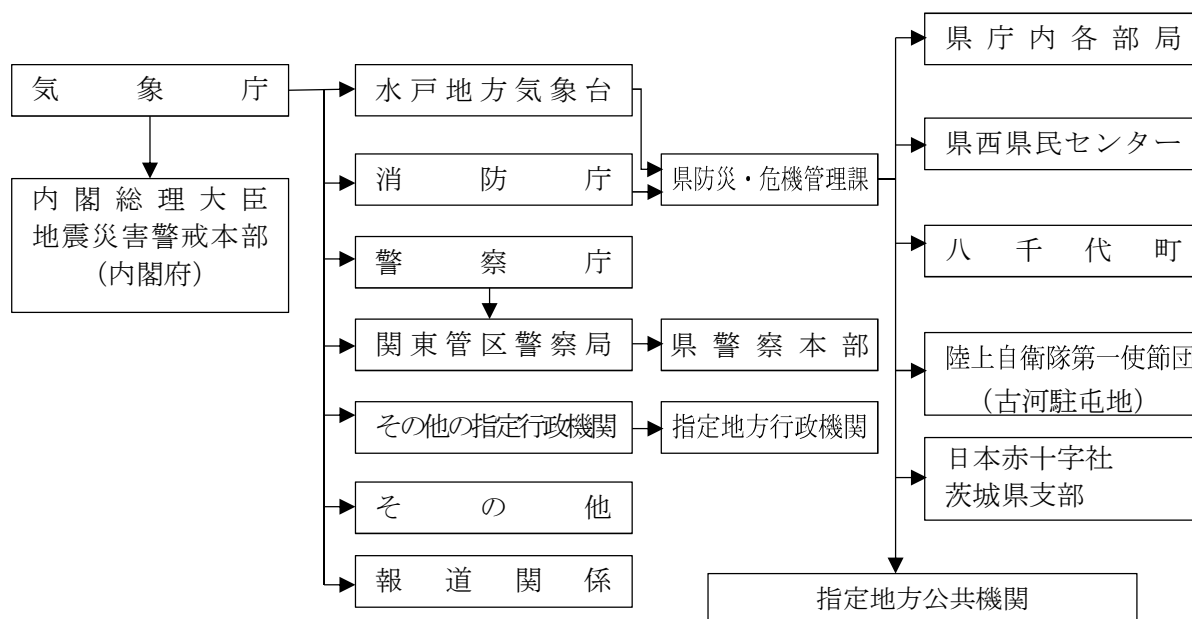 気象庁
内閣総理大臣
地震災害警戒本部
（内閣府）
水戸地方気象台
消防庁
警察庁
関東管区警察局
その他の指定行政機関
その他
報道関係
県防災・危機管理課
県警察本部
指定地方行政機関
県庁内各部局
県西県民センター
八千代町
陸上自衛隊第一使節団
（古河駐屯地）
日本赤十字社
茨城県支部
指定地方公共機関